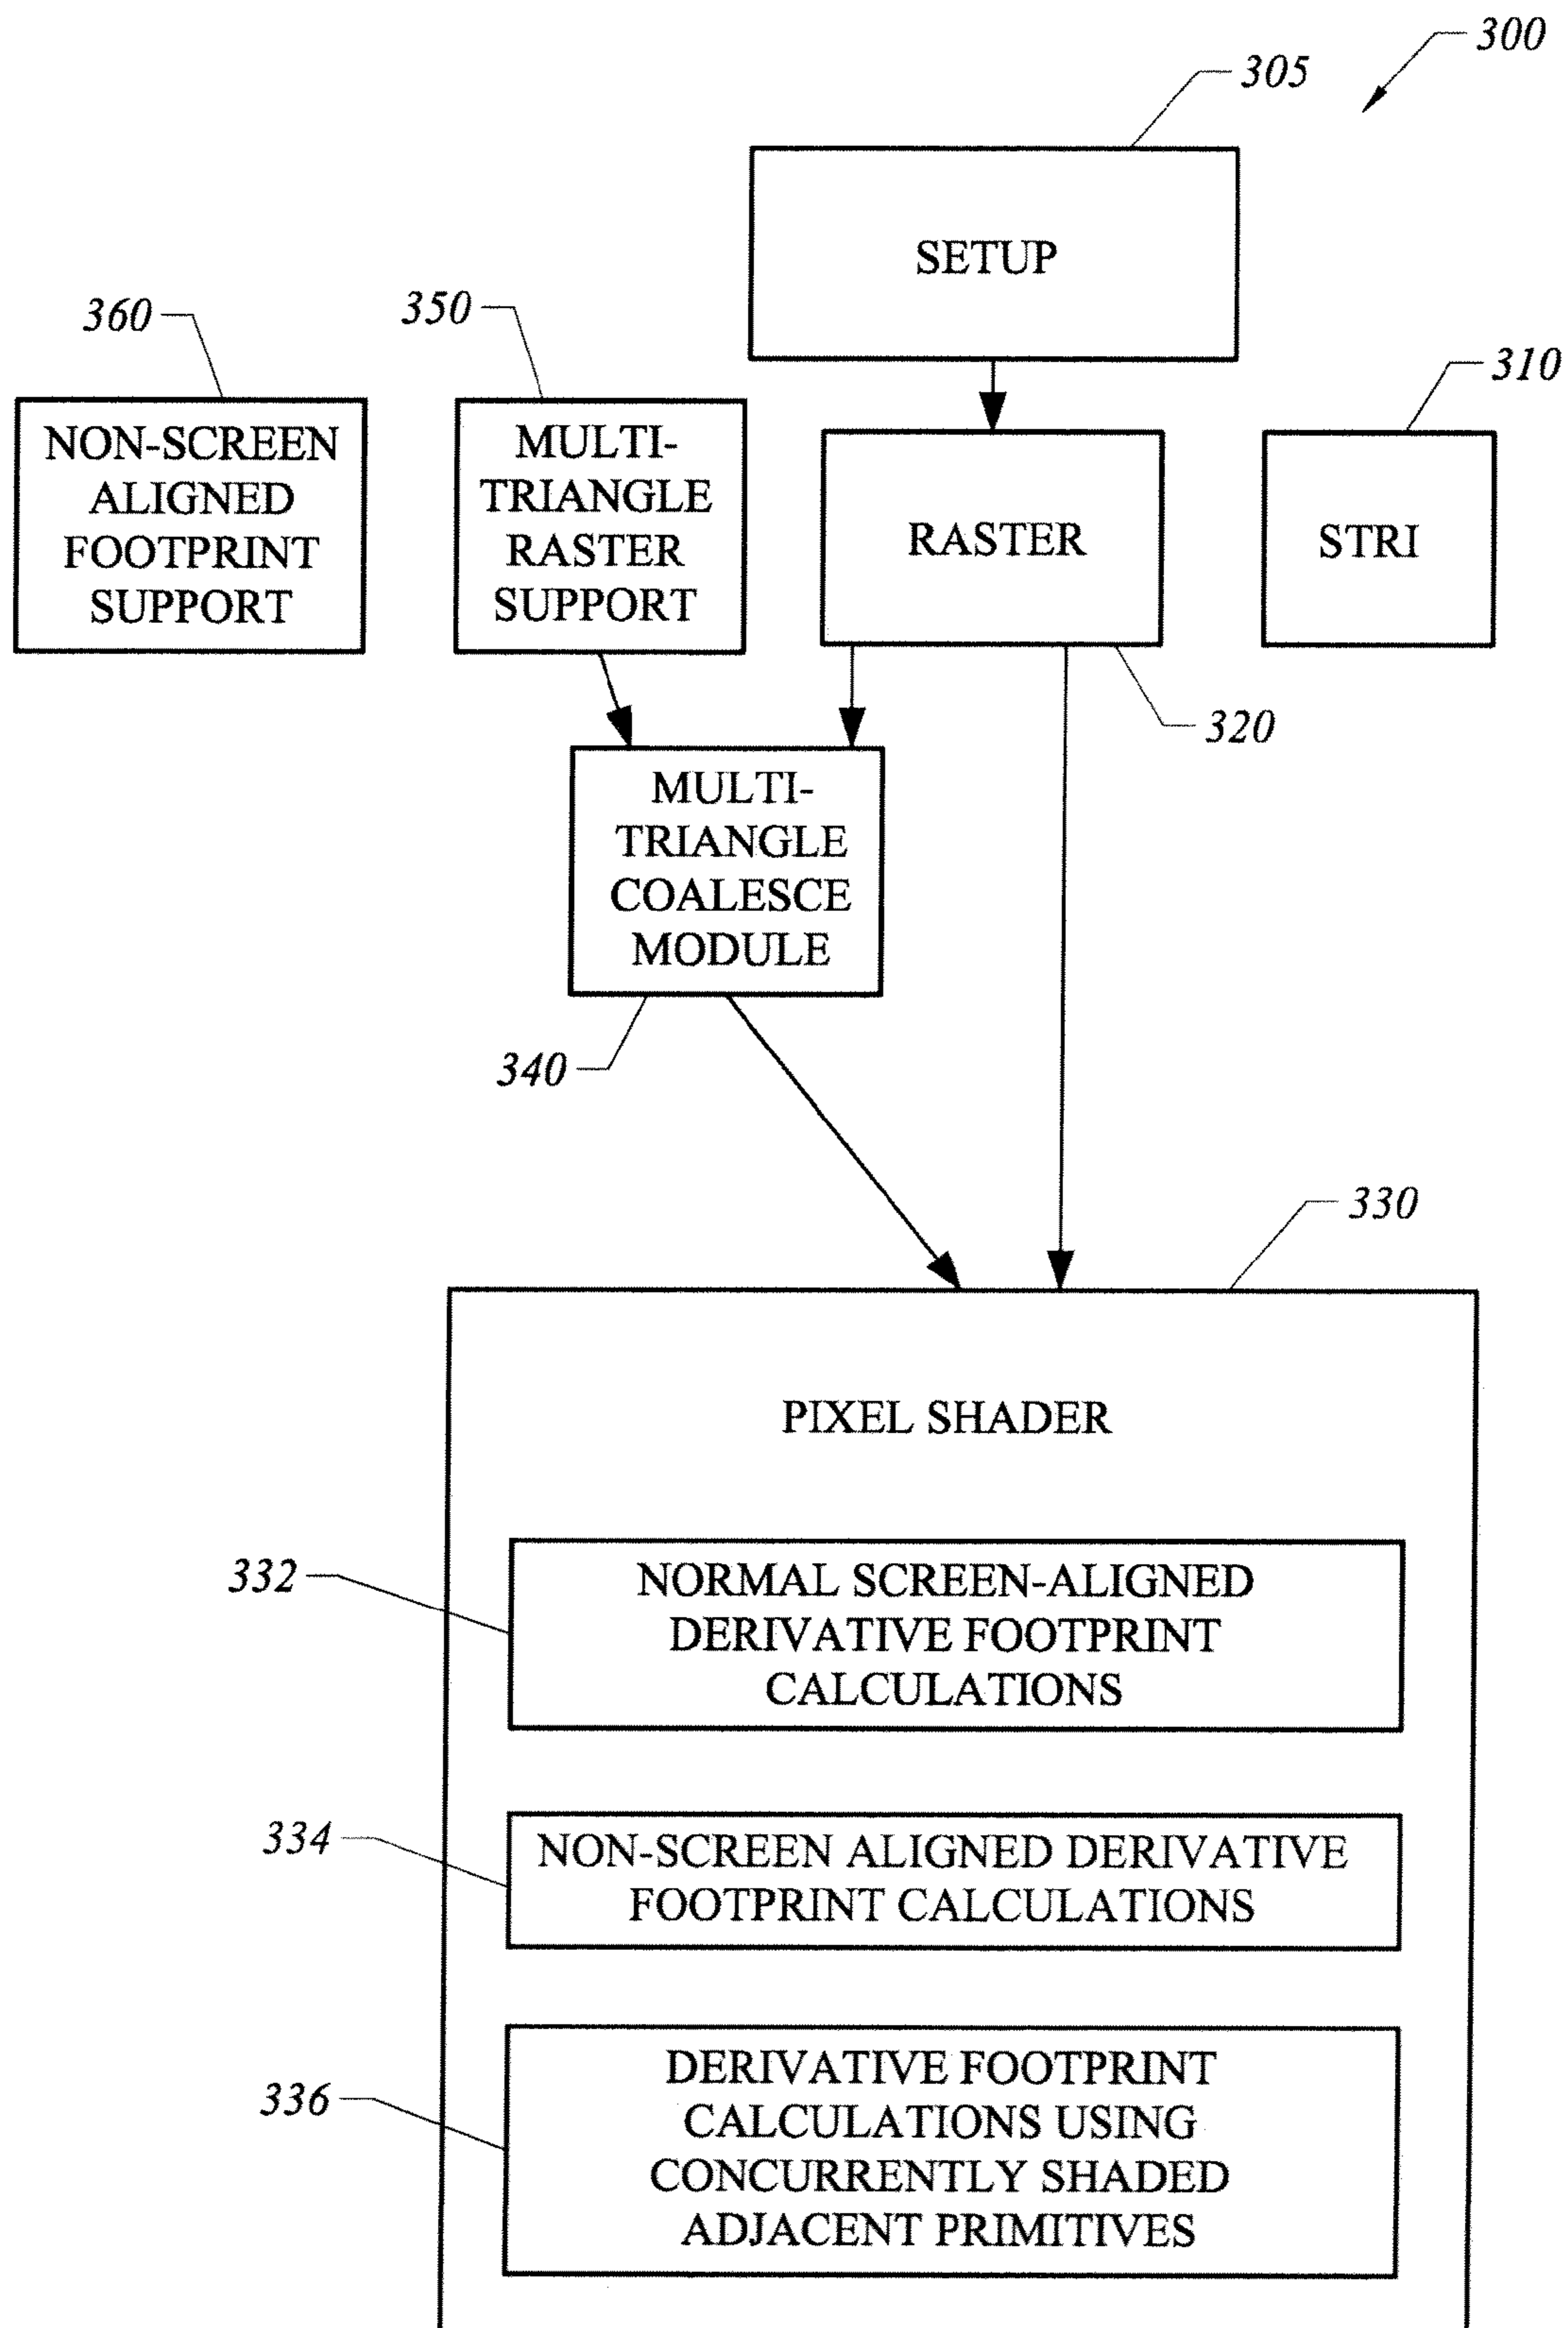 300
305
SETUP
360
350
310
NON-SCREEN
ALIGNED
FOOTPRINT
SUPPORT
MULTI-
TRIANGLE
RASTER
SUPPORT
RASTER
STRI
320
MULTI-
TRIANGLE
COALESCE
MODULE
340
330
PIXEL SHADER
332
NORMAL SCREEN-ALIGNED
DERIVATIVE FOOTPRINT
CALCULATIONS
334
NON-SCREEN ALIGNED DERIVATIVE
FOOTPRINT CALCULATIONS
336
DERIVATIVE FOOTPRINT
CALCULATIONS USING
CONCURRENTLY SHADED
ADJACENT PRIMITIVES